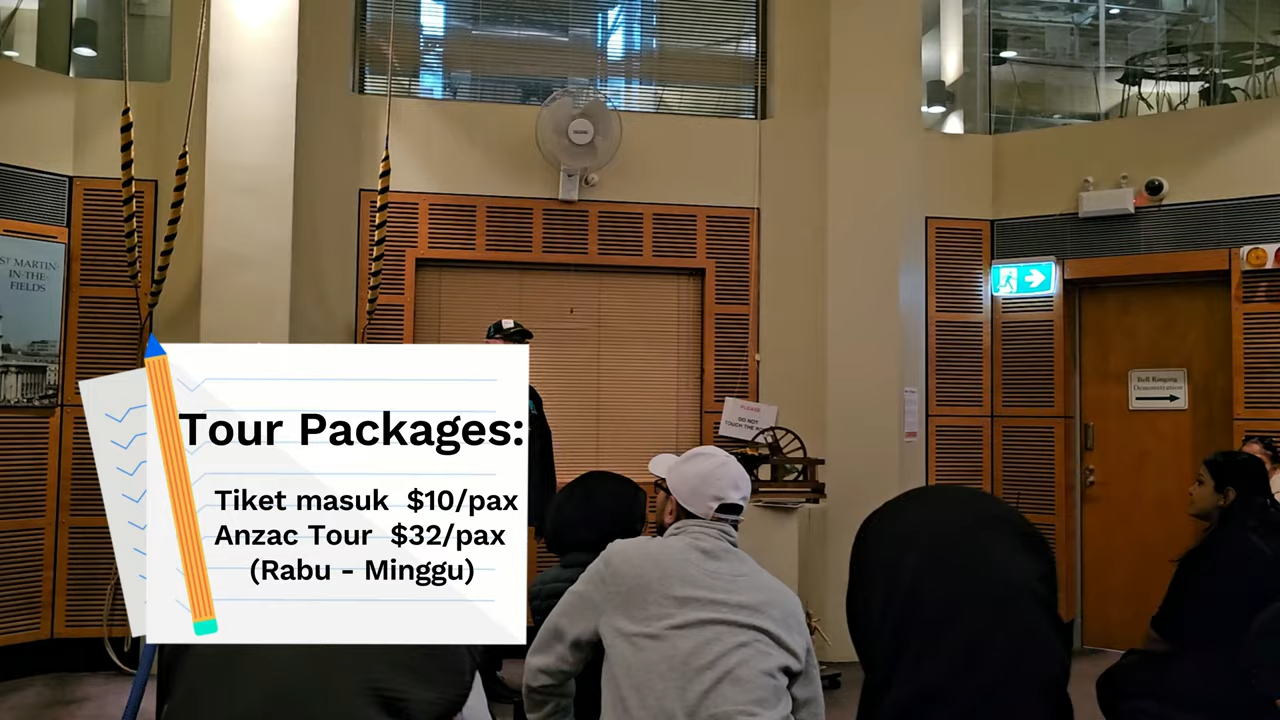 ST MARTIN-
IN-THE-
FIELDS
Tour Packages:
Tiket masuk $10/pax
Anzac Tour $32/pax
(Rabu - Minggu)
PLEASE
DO NOT
TOUCH THE
Bell Ringing
Demonstration